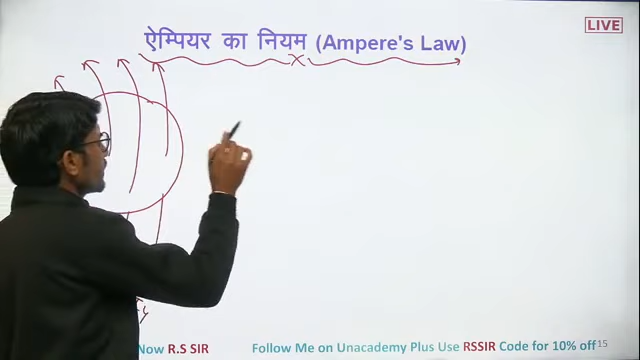 LIVE
ऐम्पियर का नियम (Ampere's Law)
Now R.S SIR
Follow Me on Unacademy Plus Use RSSIR Code for 10% off
15